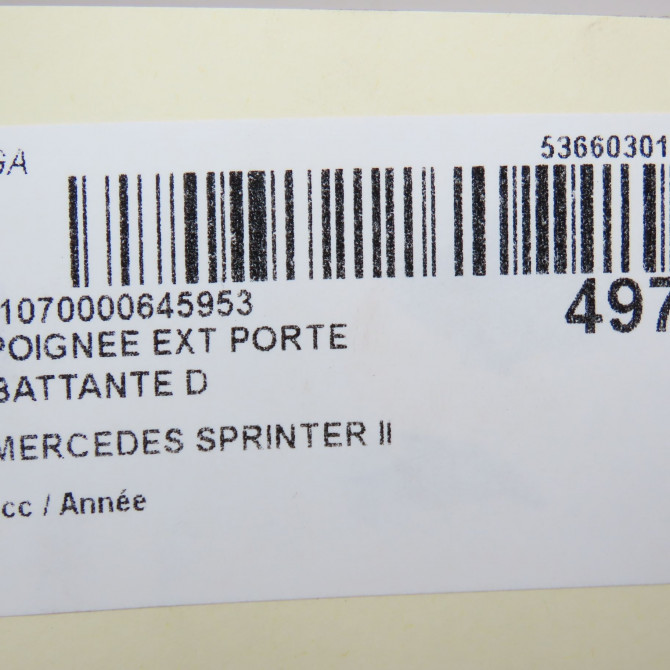 GA
53660301
1070000645953
497
POIGNEE EXT PORTE
BATTANTE D
MERCEDES SPRINTER II
cc / Année